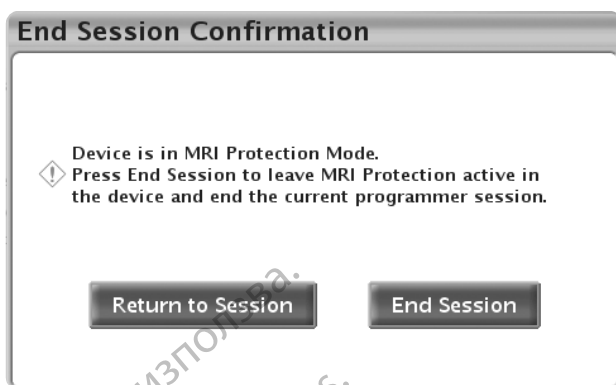 End Session Confirmation
Device is in MRI Protection Mode.
Press End Session to leave MRI Protection active in
the device and end the current programmer session.
Return to Session
End Session
използва.